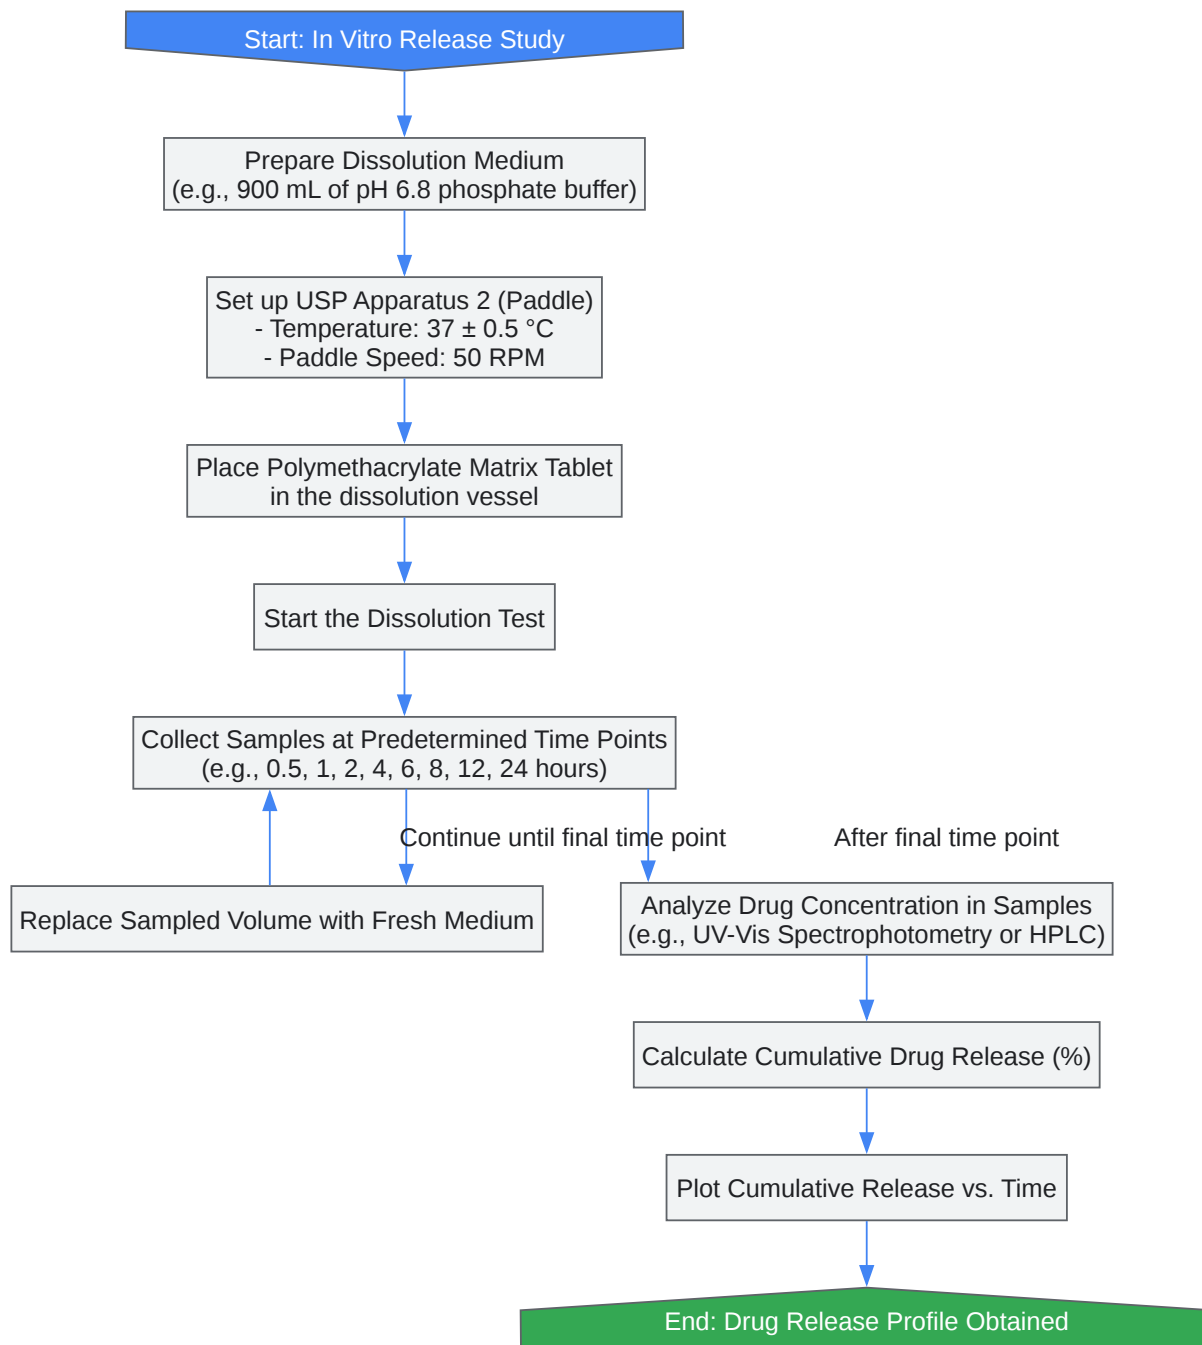 Start: In Vitro Release Study
Prepare Dissolution Medium
(e.g., 900 mL of pH 6.8 phosphate buffer)
Set up USP Apparatus 2 (Paddle)
- Temperature: 37 ± 0.5 °C
- Paddle Speed: 50 RPM
Place Polymethacrylate Matrix Tablet
in the dissolution vessel
Start the Dissolution Test
Collect Samples at Predetermined Time Points
(e.g., 0.5, 1, 2, 4, 6, 8, 12, 24 hours)
Continue until final time point
After final time point
Replace Sampled Volume with Fresh Medium
Analyze Drug Concentration in Samples
(e.g., UV-Vis Spectrophotometry or HPLC)
Calculate Cumulative Drug Release (%)
Plot Cumulative Release vs. Time
End: Drug Release Profile Obtained